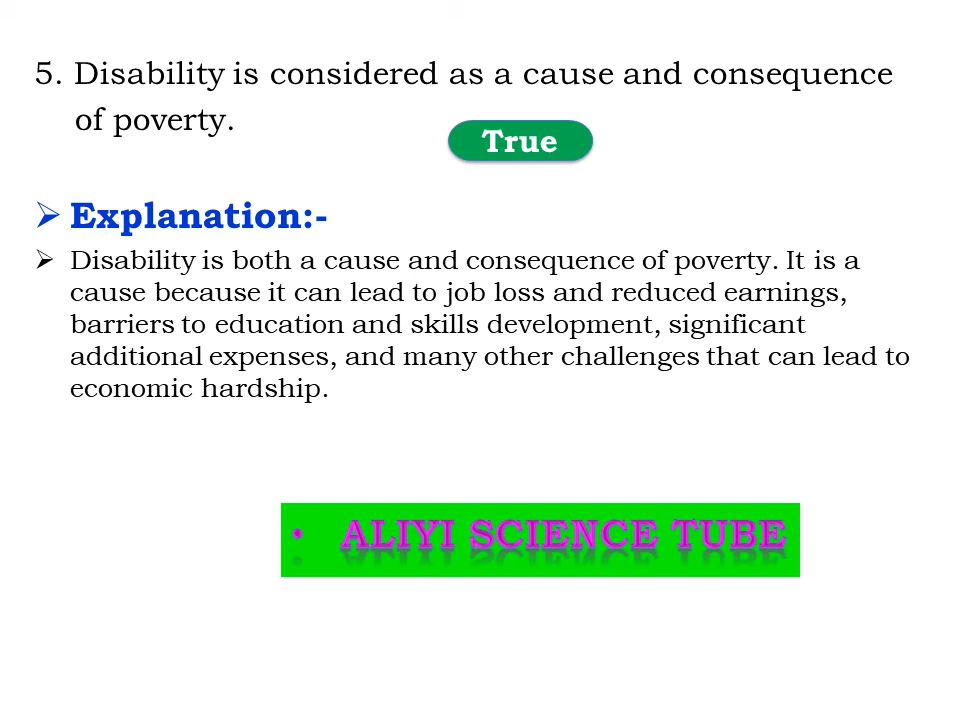 5. Disability is considered as a cause and consequence
of poverty.
True
➢ Explanation:-
➢ Disability is both a cause and consequence of poverty. It is a
cause because it can lead to job loss and reduced earnings,
barriers to education and skills development, significant
additional expenses, and many other challenges that can lead to
economic hardship.
• ALIYI SCIENCE TUBE